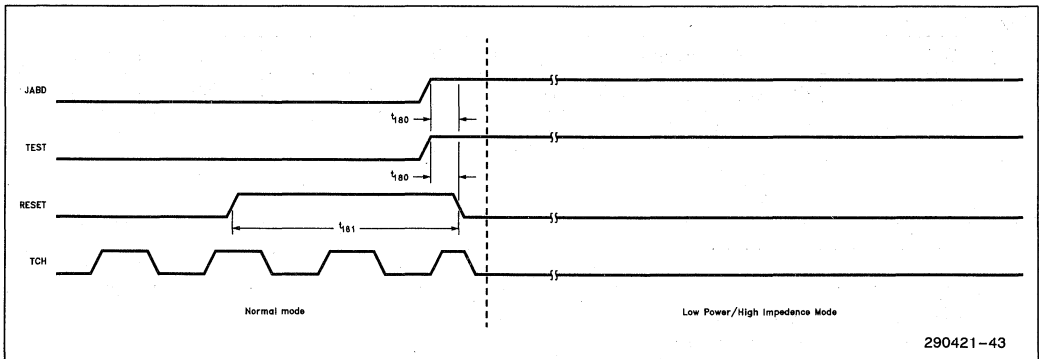 JABD
t180
TEST
t180
RESET
t181
TCH
Normal mode
Low Power/High Impedence Mode
290421-43